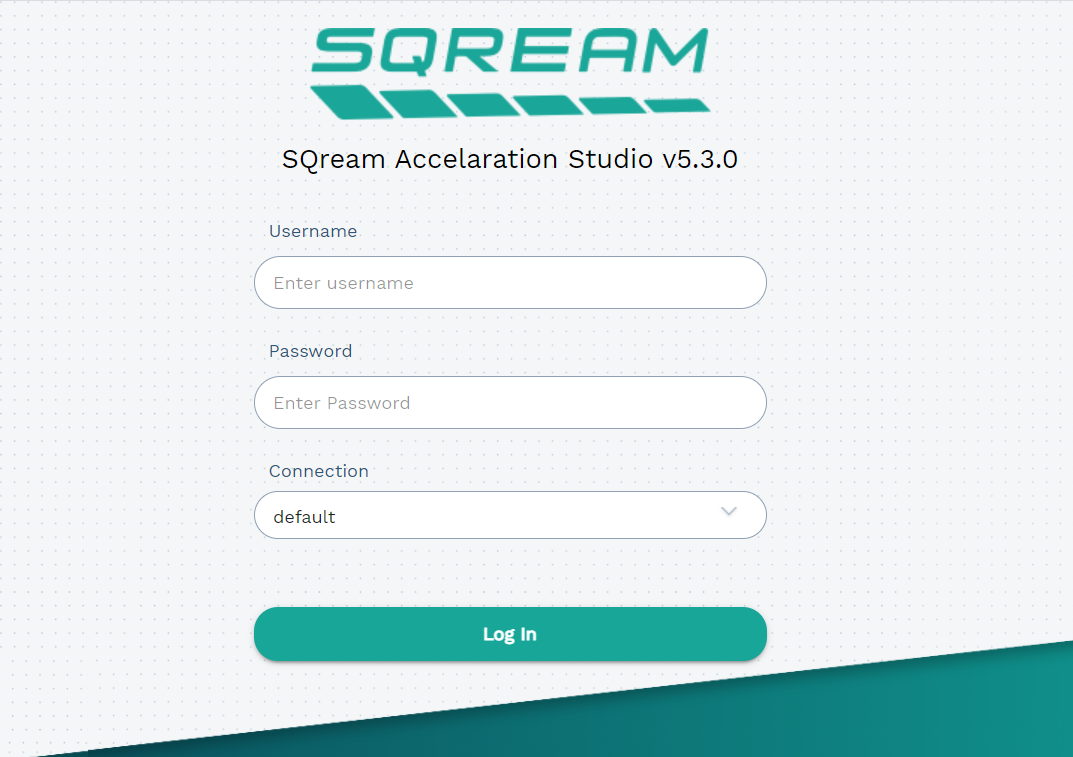 SQREAM
SQream Accelaration Studio v5.3.0
Username
Enter username
Password
Enter Password
Connection
default
Log In